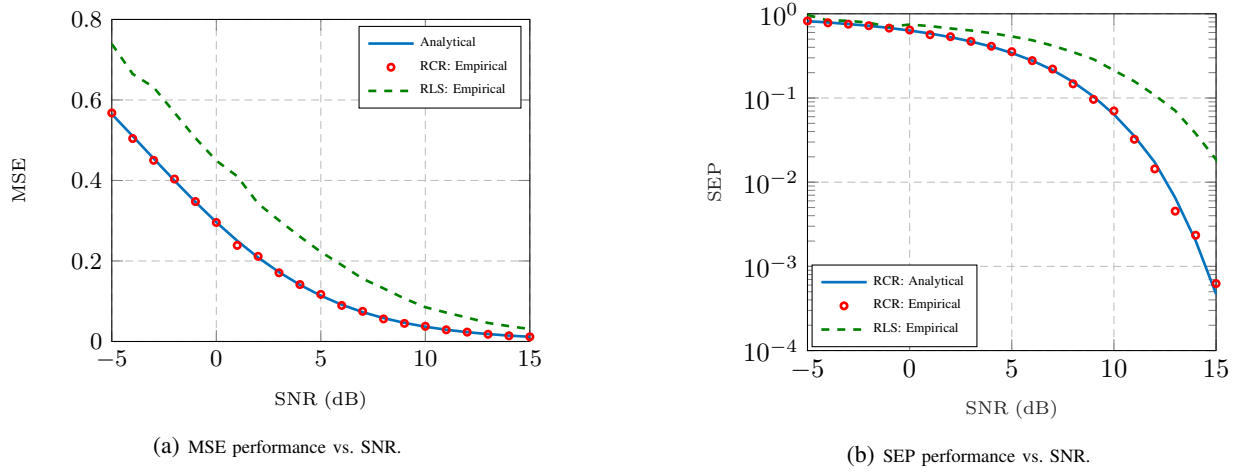 0.8
0.6
0.4
0.2
0
−5
0
5
10
15
MSE
SNR (dB)
Analytical
RCR: Empirical
RLS: Empirical
(a) MSE performance vs. SNR.
10^0
10^−1
10^−2
10^−3
10^−4
−5
0
5
10
15
SEP
SNR (dB)
RCR: Analytical
RCR: Empirical
RLS: Empirical
(b) SEP performance vs. SNR.